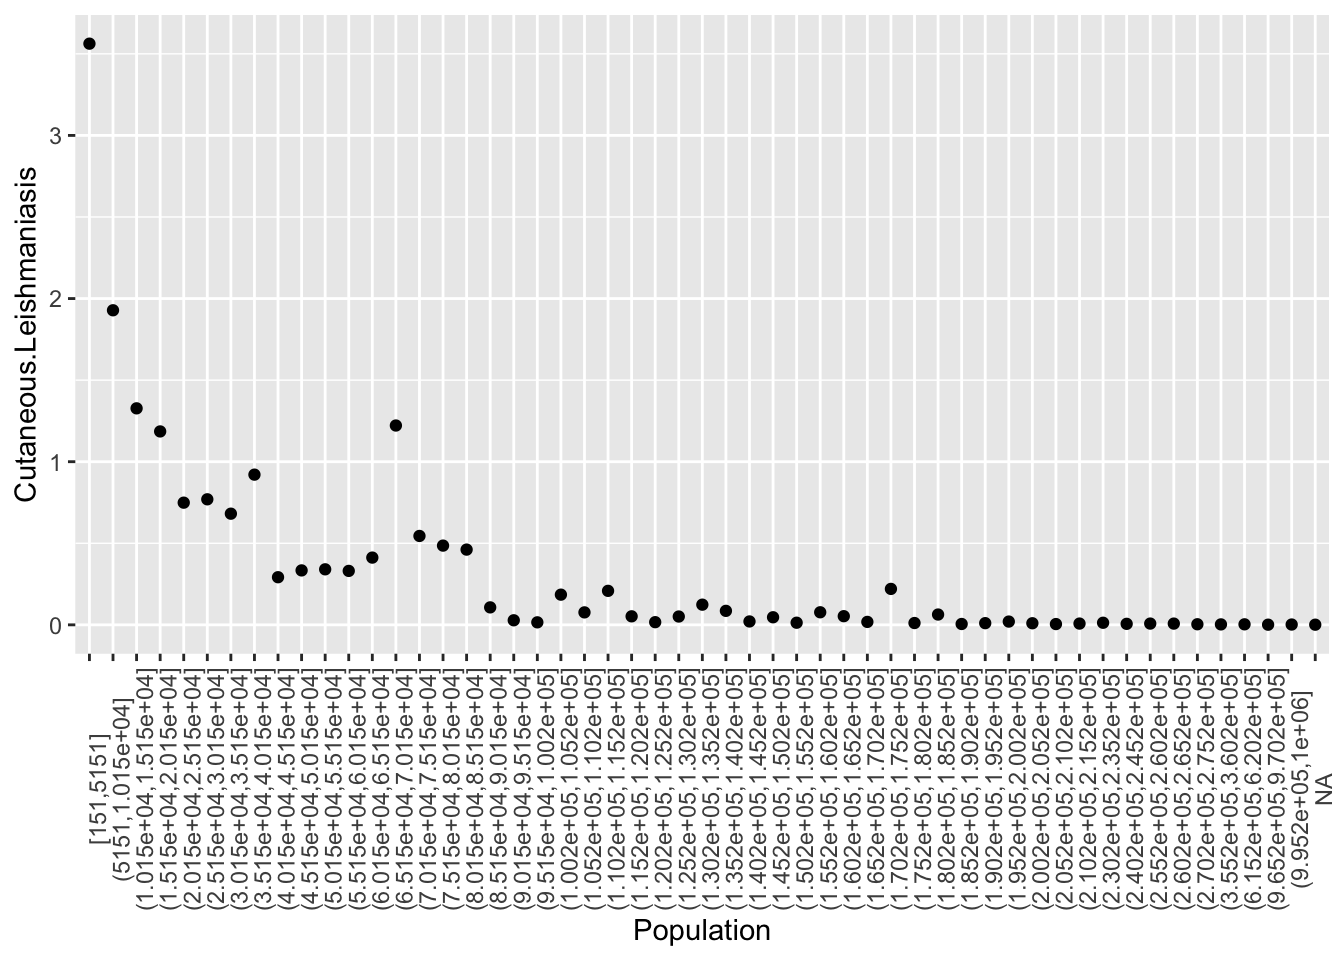 Cutaneous.Leishmaniasis
3
2
1
0
[151,5151]
(5151,1.015e+04]
(1.015e+04,1.515e+04]
(1.515e+04,2.015e+04]
(2.015e+04,2.515e+04]
(2.515e+04,3.015e+04]
(3.015e+04,3.515e+04]
(3.515e+04,4.015e+04]
(4.015e+04,4.515e+04]
(4.515e+04,5.015e+04]
(5.015e+04,5.515e+04]
(5.515e+04,6.015e+04]
(6.015e+04,6.515e+04]
(6.515e+04,7.015e+04]
(7.015e+04,7.515e+04]
(7.515e+04,8.015e+04]
(8.015e+04,8.515e+04]
(8.515e+04,9.015e+04]
(9.015e+04,9.515e+04]
(9.515e+04,1.002e+05]
(1.002e+05,1.052e+05]
(1.052e+05,1.102e+05]
(1.102e+05,1.152e+05]
(1.152e+05,1.202e+05]
(1.202e+05,1.252e+05]
(1.252e+05,1.302e+05]
(1.302e+05,1.352e+05]
(1.352e+05,1.402e+05]
(1.402e+05,1.452e+05]
(1.452e+05,1.502e+05]
(1.502e+05,1.552e+05]
(1.552e+05,1.602e+05]
(1.602e+05,1.652e+05]
(1.652e+05,1.702e+05]
(1.702e+05,1.752e+05]
(1.752e+05,1.802e+05]
(1.802e+05,1.852e+05]
(1.852e+05,1.902e+05]
(1.902e+05,1.952e+05]
(1.952e+05,2.002e+05]
(2.002e+05,2.052e+05]
(2.052e+05,2.102e+05]
(2.102e+05,2.152e+05]
(2.302e+05,2.352e+05]
(2.402e+05,2.452e+05]
(2.552e+05,2.602e+05]
(2.602e+05,2.652e+05]
(2.702e+05,2.752e+05]
(3.552e+05,3.602e+05]
(6.152e+05,6.202e+05]
(9.652e+05,9.702e+05]
(9.952e+05,1e+06]
NA
Population